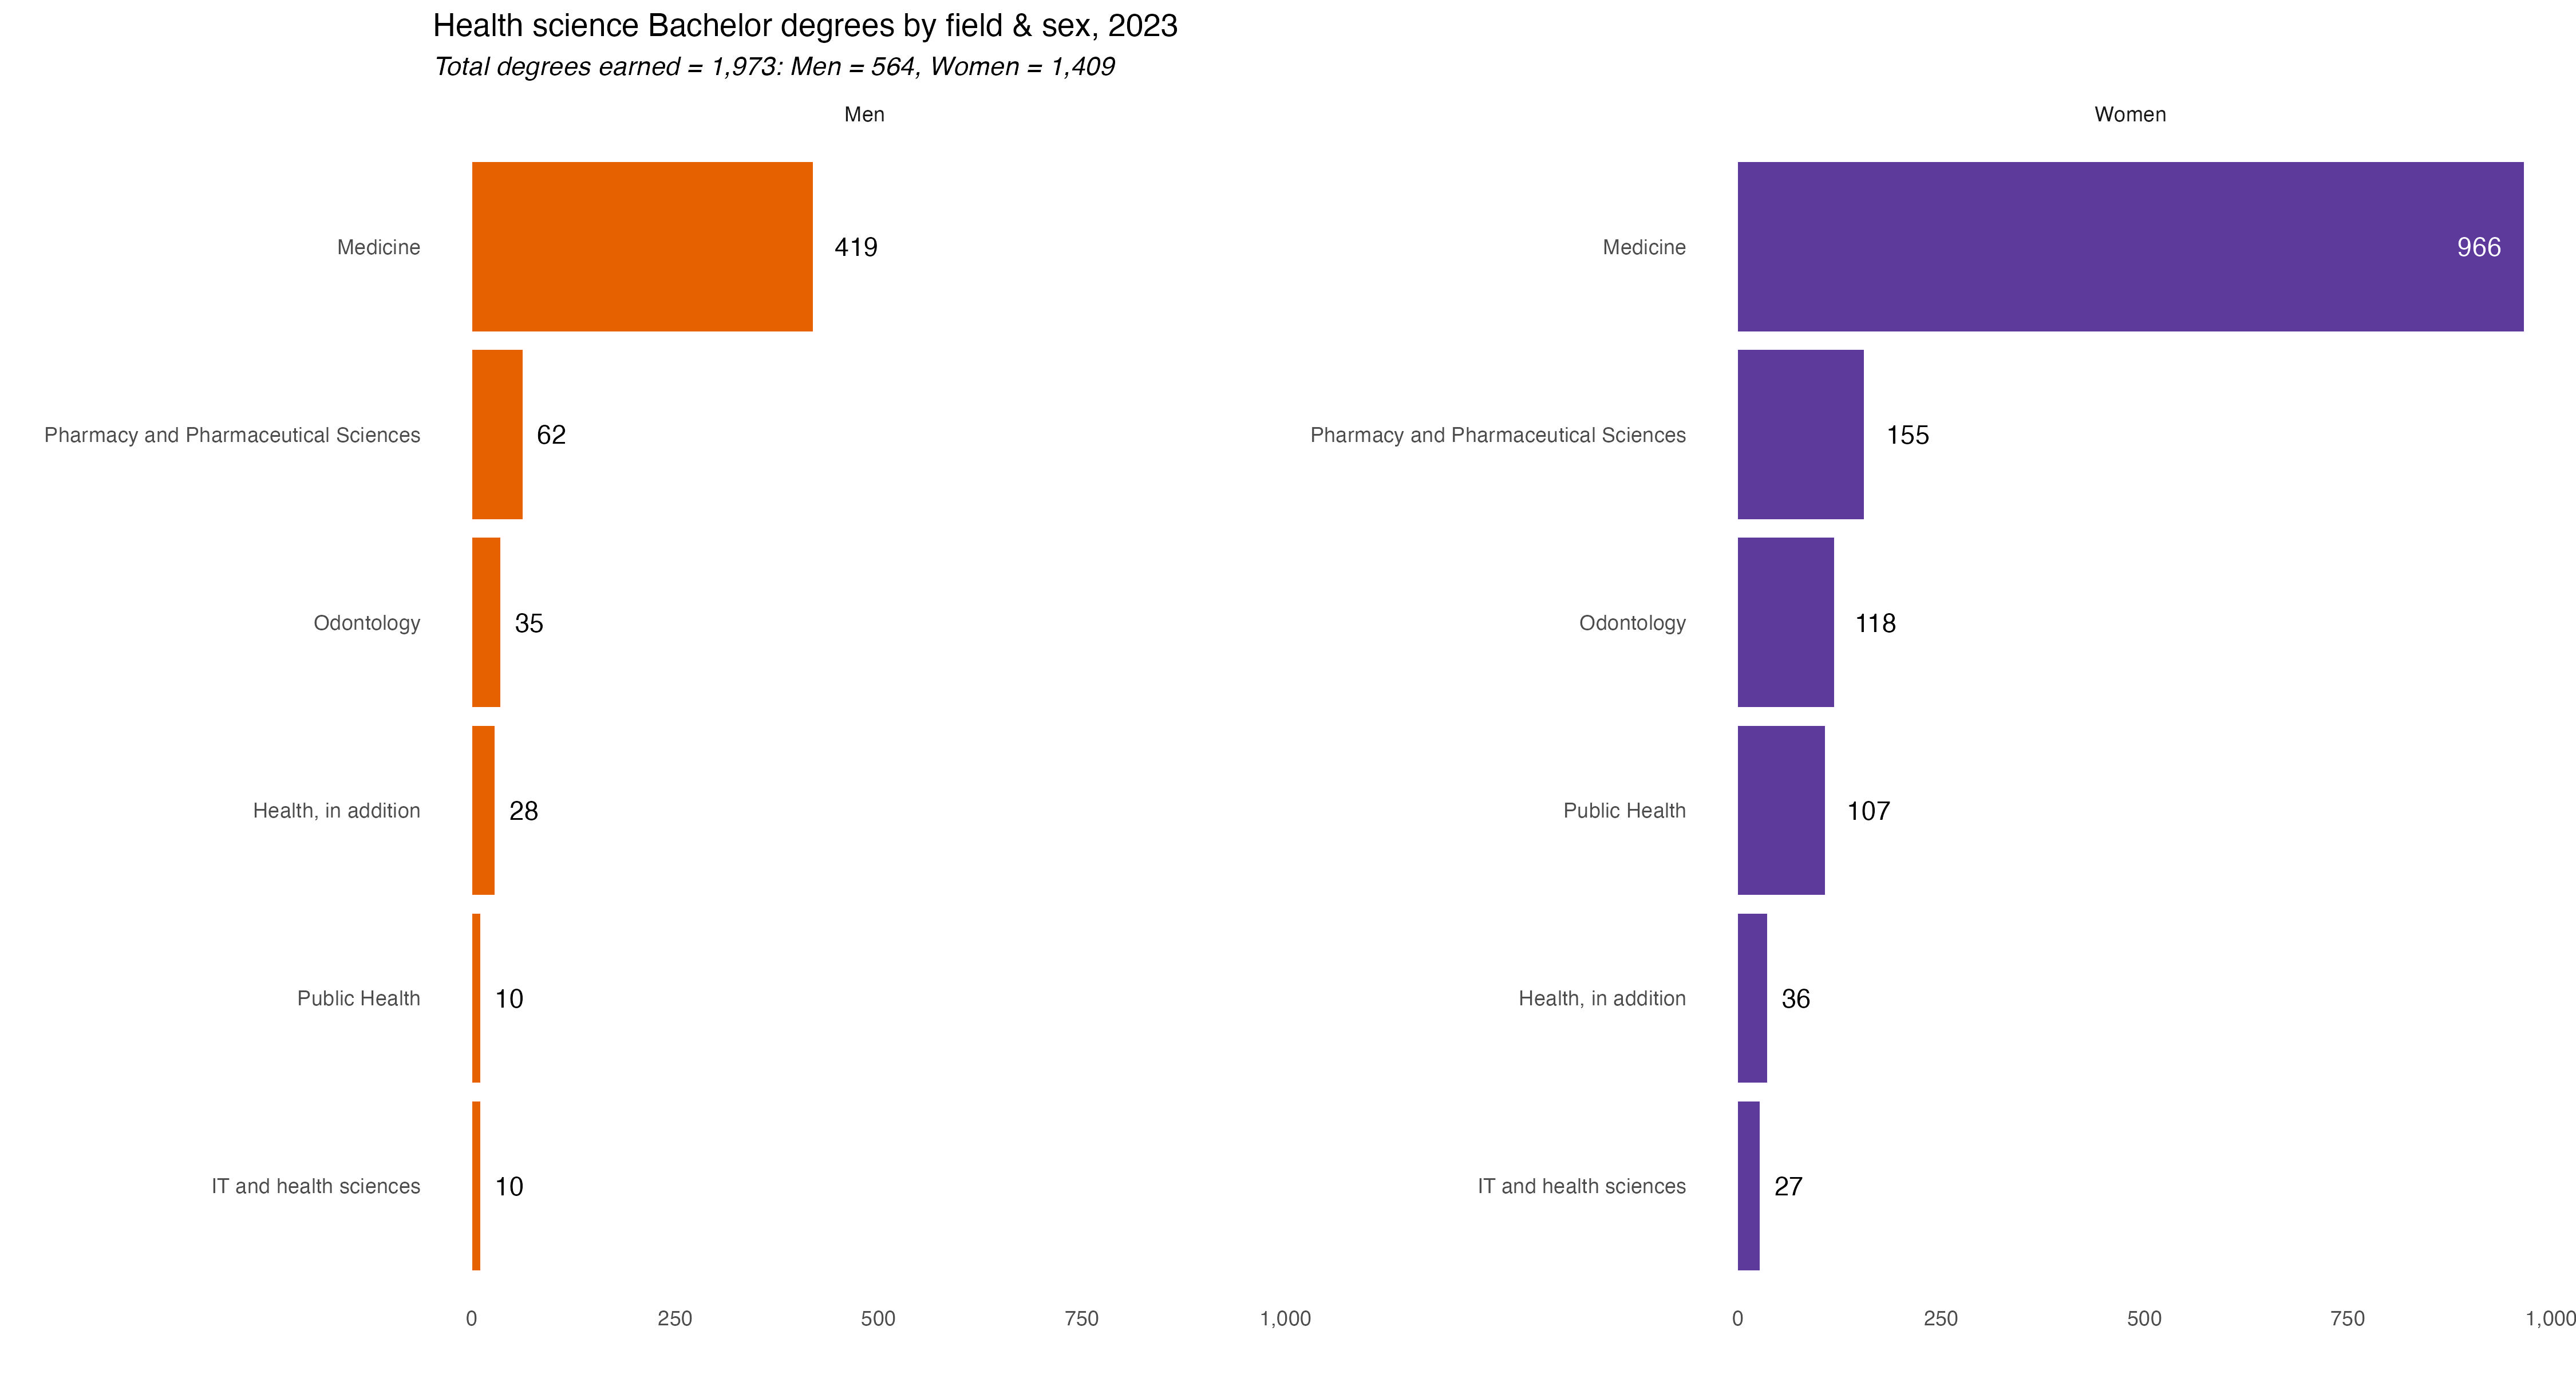 Health science Bachelor degrees by field & sex, 2023
Total degrees earned = 1,973: Men = 564, Women = 1,409
Men
Medicine
419
Pharmacy and Pharmaceutical Sciences
62
Odontology
35
Health, in addition
28
Public Health
10
IT and health sciences
10
0 250 500 750 1,000
Women
Medicine
966
Pharmacy and Pharmaceutical Sciences
155
Odontology
118
Public Health
107
Health, in addition
36
IT and health sciences
27
0 250 500 750 1,000